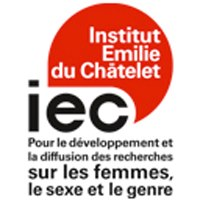 Institut
Emilie
du Châtelet
iec
Pour le développement et
la diffusion des recherches
sur les femmes,
le sexe et le genre